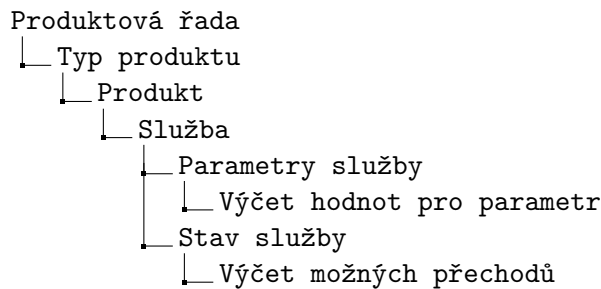 Produktová řada
Typ produktu
Produkt
Služba
Parametry služby
Výčet hodnot pro parametr
Stav služby
Výčet možných přechodů